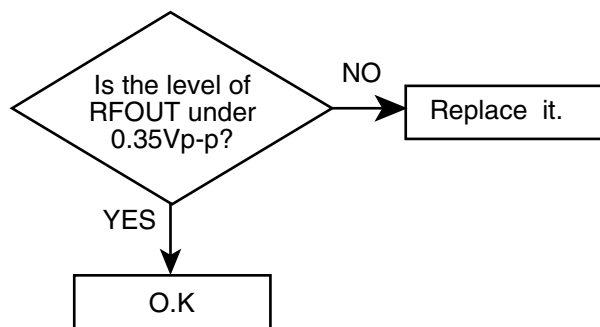 Is the level of
RFOUT under
0.35Vp-p?
NO
Replace it.
YES
O.K